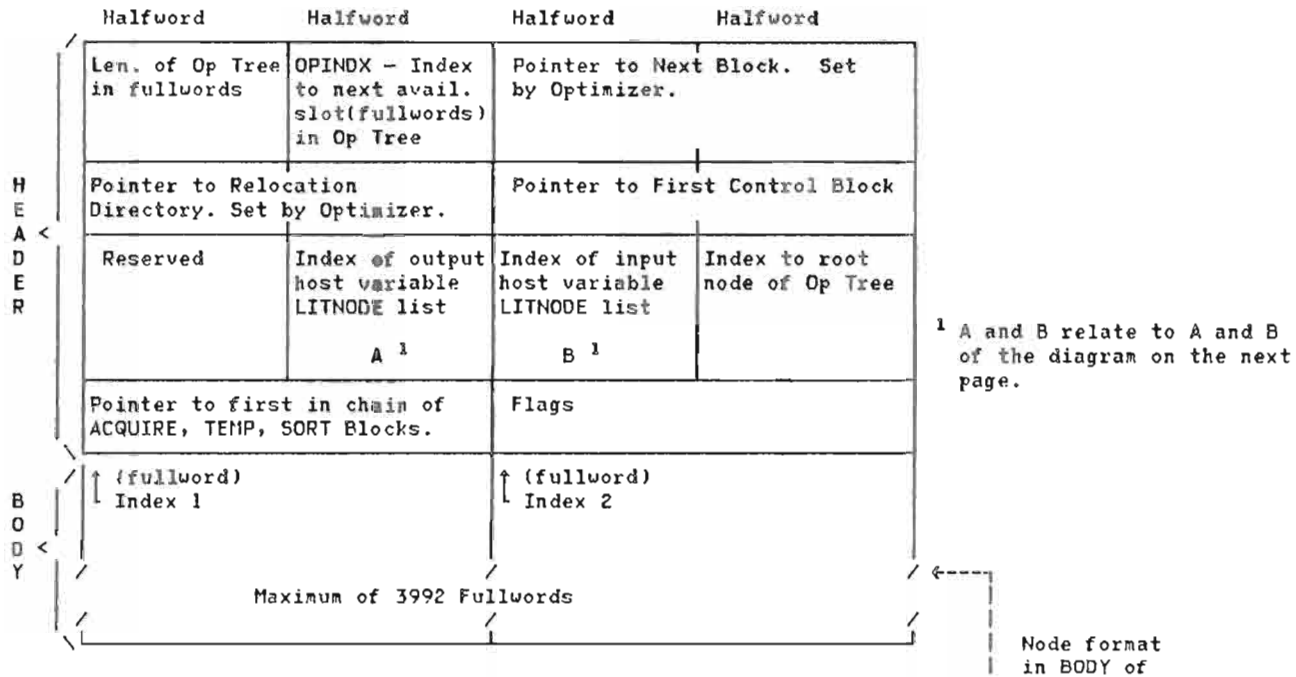 Halfword Halfword Halfword Halfword
Len. of Op Tree
in fullwords
OPINDX - Index
to next avail.
slot(fullwords)
in Op Tree
Pointer to Next Block. Set
by Optimizer.
HEADER
Pointer to Relocation
Directory. Set by Optimizer.
Pointer to First Control Block
Reserved
Index of output
host variable
LITNODE list
A 1
Index of input
host variable
LITNODE list
B 1
Index to root
node of Op Tree
1 A and B relate to A and B
of the diagram on the next
page.
Pointer to first in chain of
ACQUIRE, TEMP, SORT Blocks.
Flags
BODY
(fullword)
Index 1
(fullword)
Index 2
Maximum of 3992 Fullwords
Node format
in BODY of